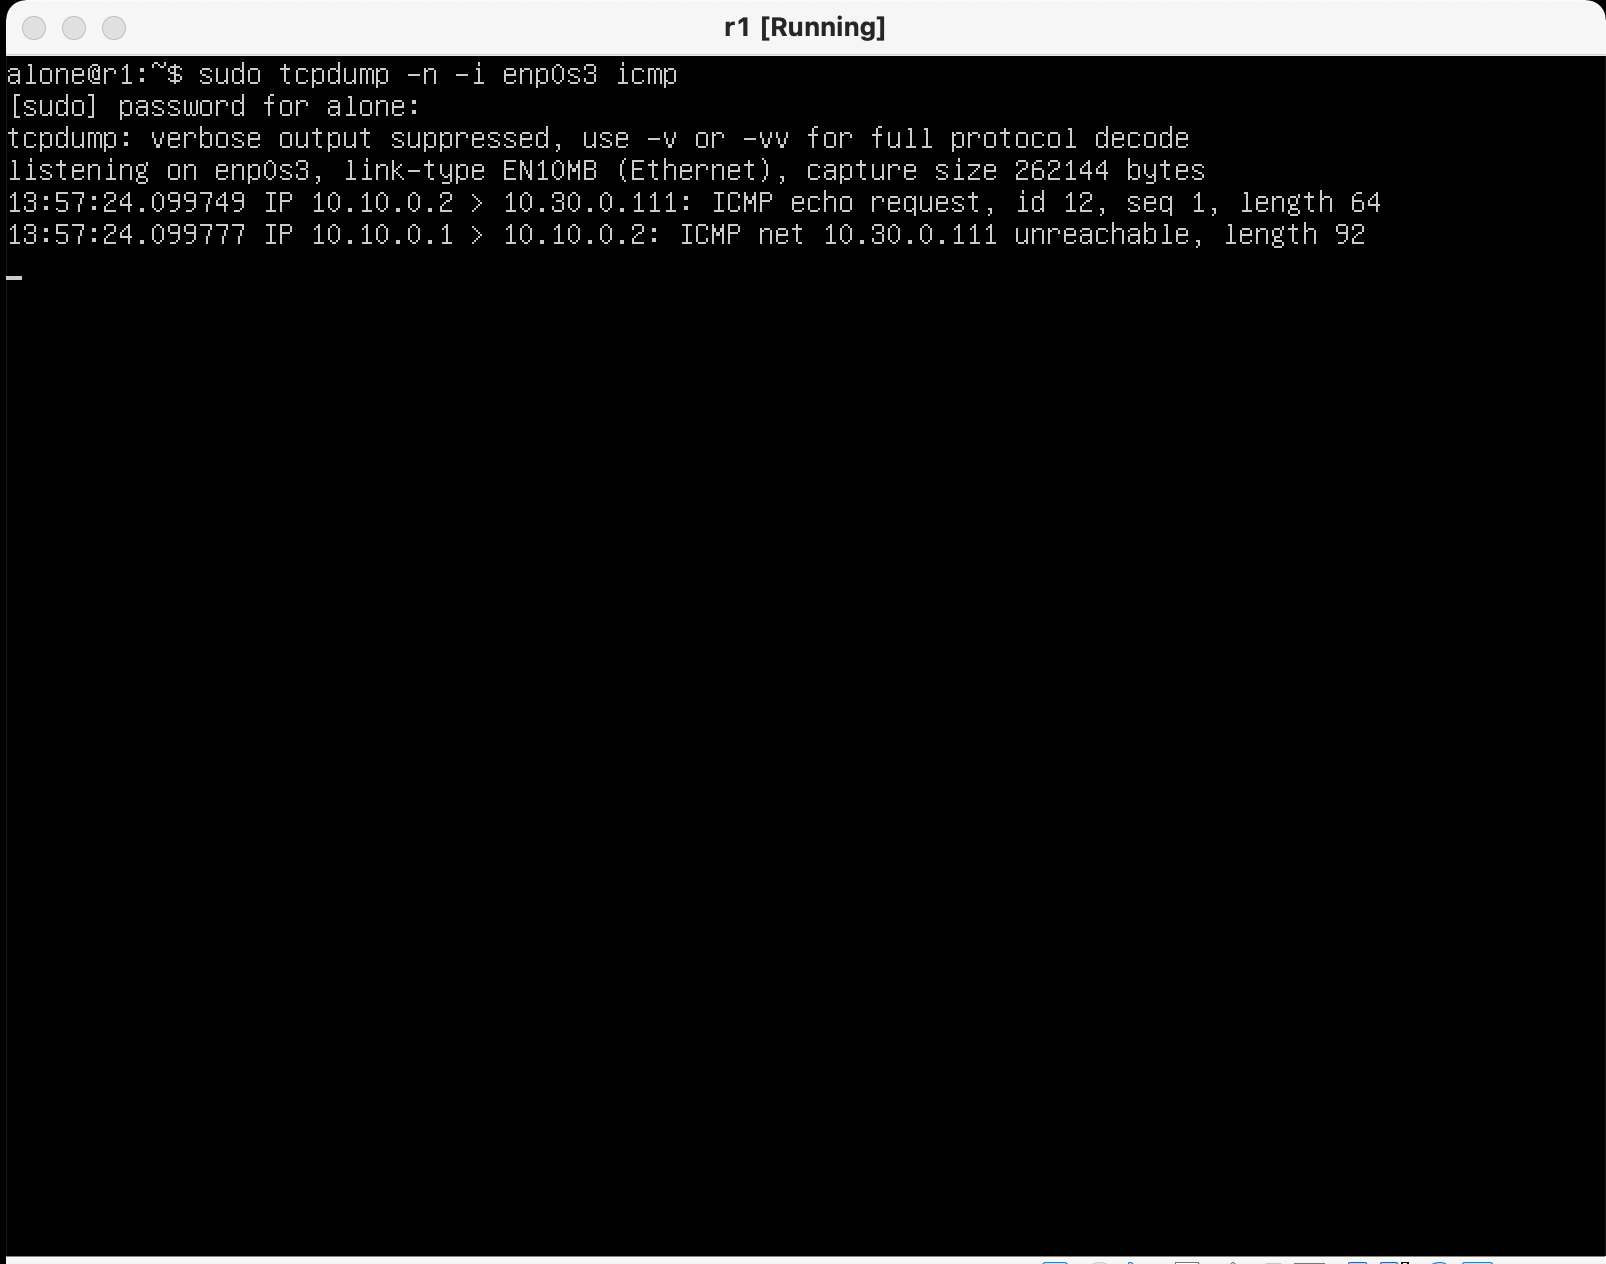 r1 [Running]
alone@r1:~$ sudo tcpdump -n -i enp0s3 icmp
[sudo] password for alone:
tcpdump: verbose output suppressed, use -v or -vv for full protocol decode
listening on enp0s3, link-type EN10MB (Ethernet), capture size 262144 bytes
13:57:24.099749 IP 10.10.0.2 > 10.30.0.111: ICMP echo request, id 12, seq 1, length 64
13:57:24.099777 IP 10.10.0.1 > 10.10.0.2: ICMP net 10.30.0.111 unreachable, length 92